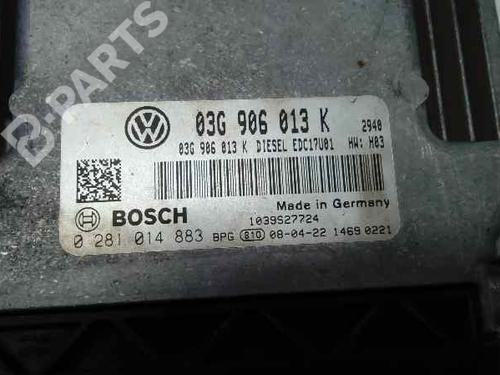 B-PARTS
03G 906 013 K 2940
03G 906 013 K DIESEL EDC17U01 HW: H03
BOSCH
Made in Germany
1039S27724
0 281 014 883 BPG 810 08-04-22 1469 0221